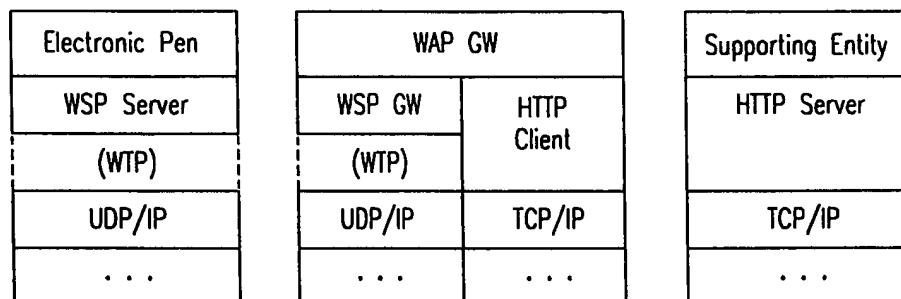 Electronic Pen
WSP Server
(WTP)
UDP/IP
. . .
WAP GW
WSP GW
(WTP)
UDP/IP
. . .
HTTP
Client
TCP/IP
. . .
Supporting Entity
HTTP Server
TCP/IP
. . .